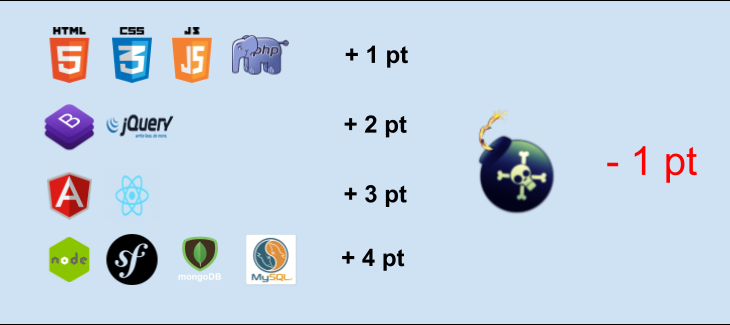 HTML CSS JS
5 3 JS php + 1 pt
B jQuery + 2 pt
write less, do more.
- 1 pt
A + 3 pt
node sf mongoDB MySQL + 4 pt